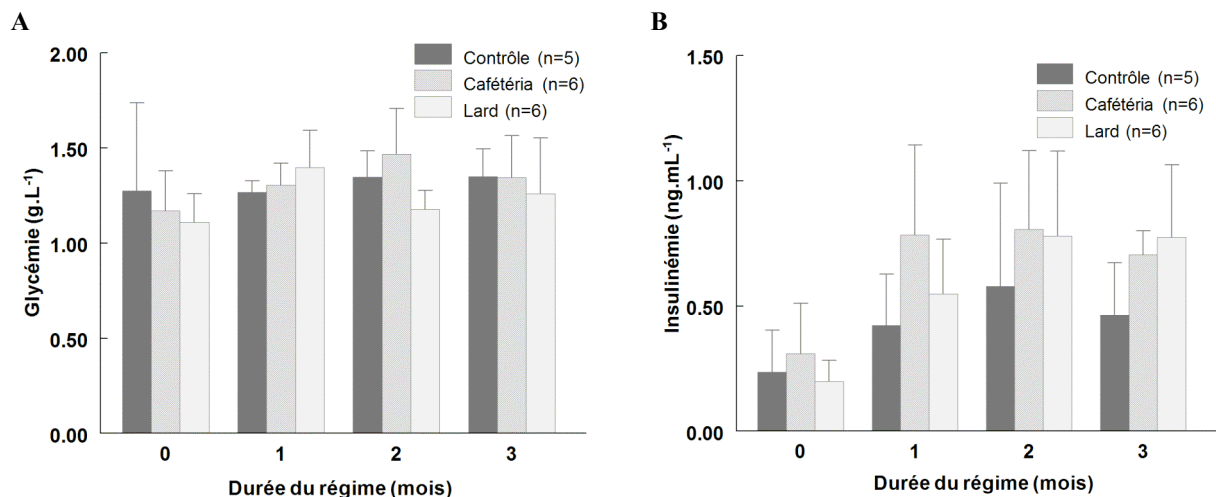 A
Glycémie (g.L⁻¹)
2.00
1.50
1.00
0.50
0.00
Contrôle (n=5)
Cafétéria (n=6)
Lard (n=6)
0 1 2 3
Durée du régime (mois)
B
Insulinémie (ng.mL⁻¹)
1.50
1.00
0.50
0.00
Contrôle (n=5)
Cafétéria (n=6)
Lard (n=6)
0 1 2 3
Durée du régime (mois)